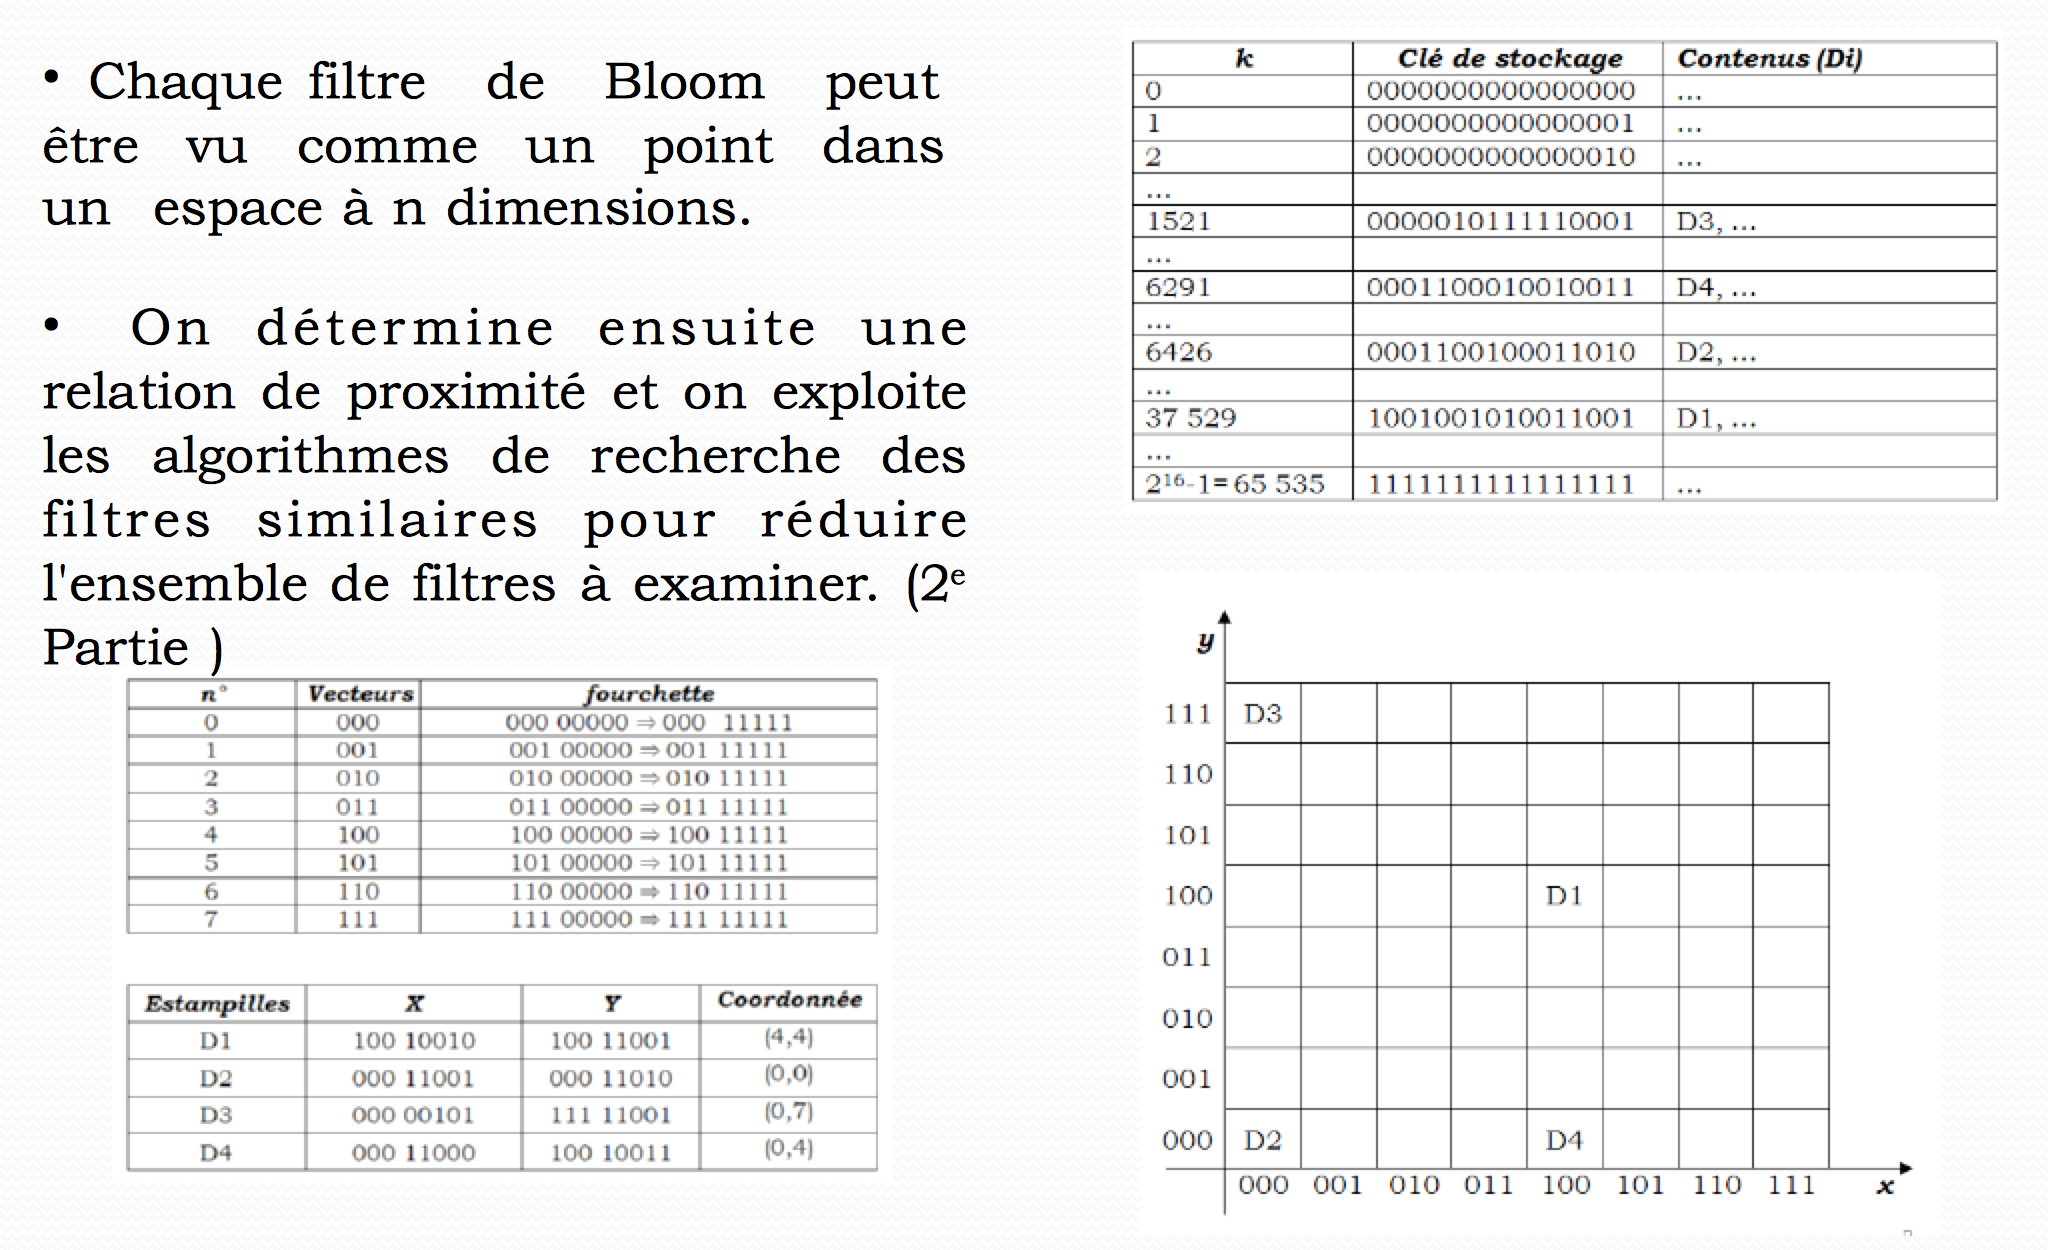 • Chaque filtre de Bloom peut
être vu comme un point dans
un espace à n dimensions.
• On détermine ensuite une
relation de proximité et on exploite
les algorithmes de recherche des
filtres similaires pour réduire
l'ensemble de filtres à examiner. (2e
Partie )
n° Vecteurs fourchette
0 000 000 00000 ⇒ 000 11111
1 001 001 00000 ⇒ 001 11111
2 010 010 00000 ⇒ 010 11111
3 011 011 00000 ⇒ 011 11111
4 100 100 00000 ⇒ 100 11111
5 101 101 00000 ⇒ 101 11111
6 110 110 00000 ⇒ 110 11111
7 111 111 00000 ⇒ 111 11111
Estampilles X Y Coordonnée
D1 100 10010 100 11001 (4,4)
D2 000 11001 000 11010 (0,0)
D3 000 00101 111 11001 (0,7)
D4 000 11000 100 10011 (0,4)
k Clé de stockage Contenus (Di)
0 0000000000000000 ...
1 0000000000000001 ...
2 0000000000000010 ...
...
1521 0000010111110001 D3, ...
...
6291 0001100010010011 D4, ...
...
6426 0001100100011010 D2, ...
...
37 529 1001001010011001 D1, ...
...
2^16-1= 65 535 1111111111111111 ...
y
111 D3
110
101
100 D1
011
010
001
000 D2 D4
000 001 010 011 100 101 110 111 x